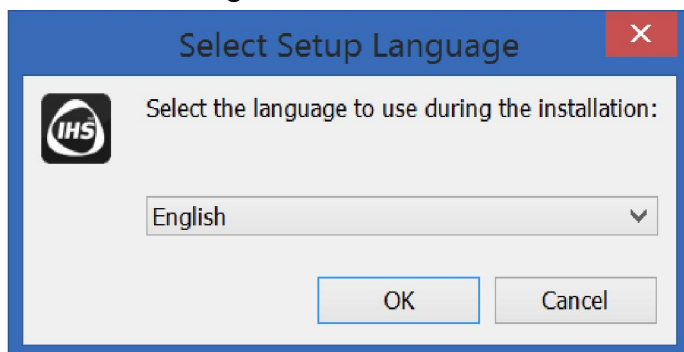 Select Setup Language
IHS
Select the language to use during the installation:
English
OK
Cancel